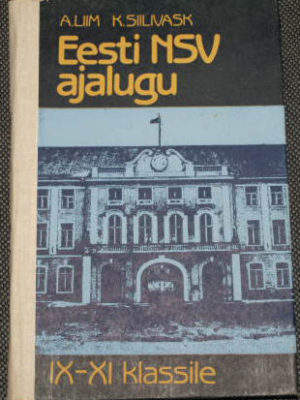 A.LIIM K.SIILIVASK
Eesti NSV
ajalugu
IX-XI klassile